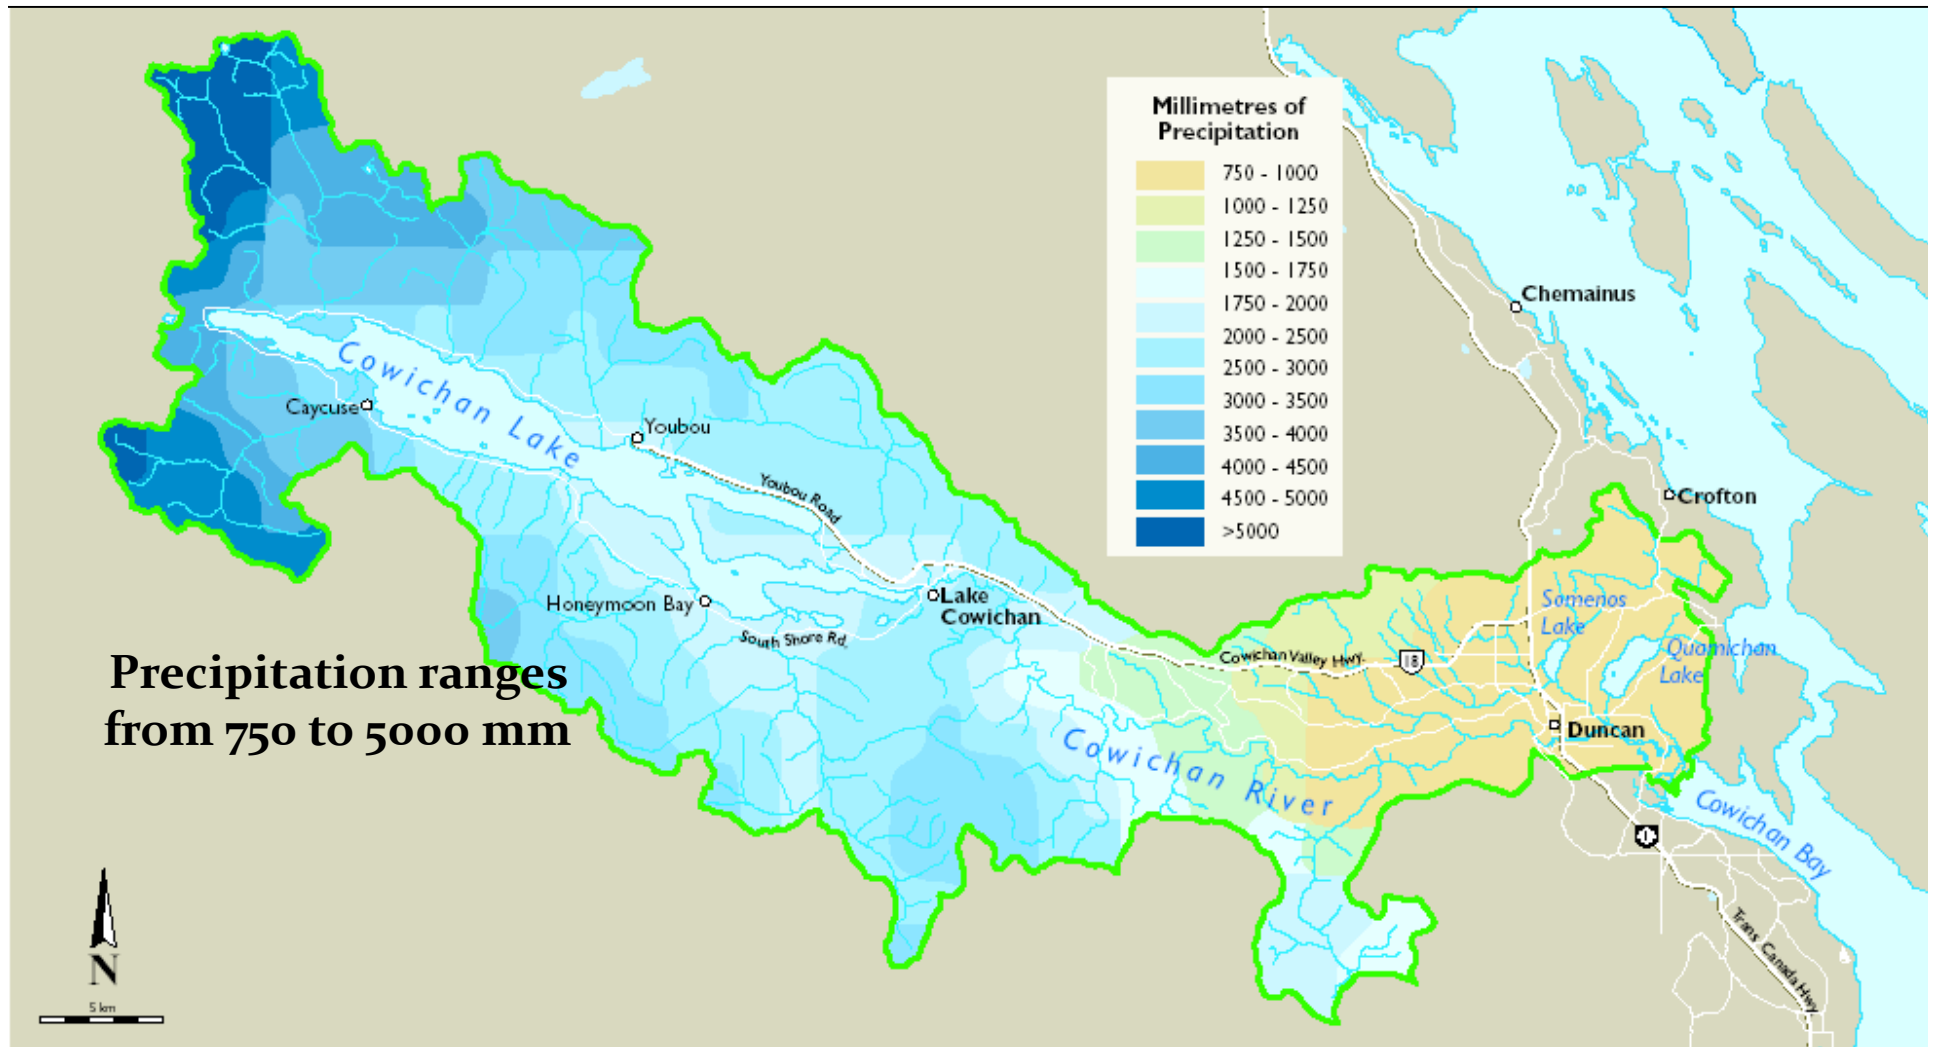 Millimetres of
Precipitation
750 - 1000
1000 - 1250
1250 - 1500
1500 - 1750
1750 - 2000
2000 - 2500
2500 - 3000
3000 - 3500
3500 - 4000
4000 - 4500
4500 - 5000
>5000
Chemainus
Cowichan Lake
Caycuse
Youbou
Youbou Road
Crofton
Honeymoon Bay
Lake
Cowichan
South Shore Rd.
Somenos
Lake
Quamichan
Lake
Cowichan Valley Hwy.
18
Precipitation ranges
from 750 to 5000 mm
Duncan
Cowichan River
Cowichan Bay
1
Trans Canada Hwy.
N
5 km